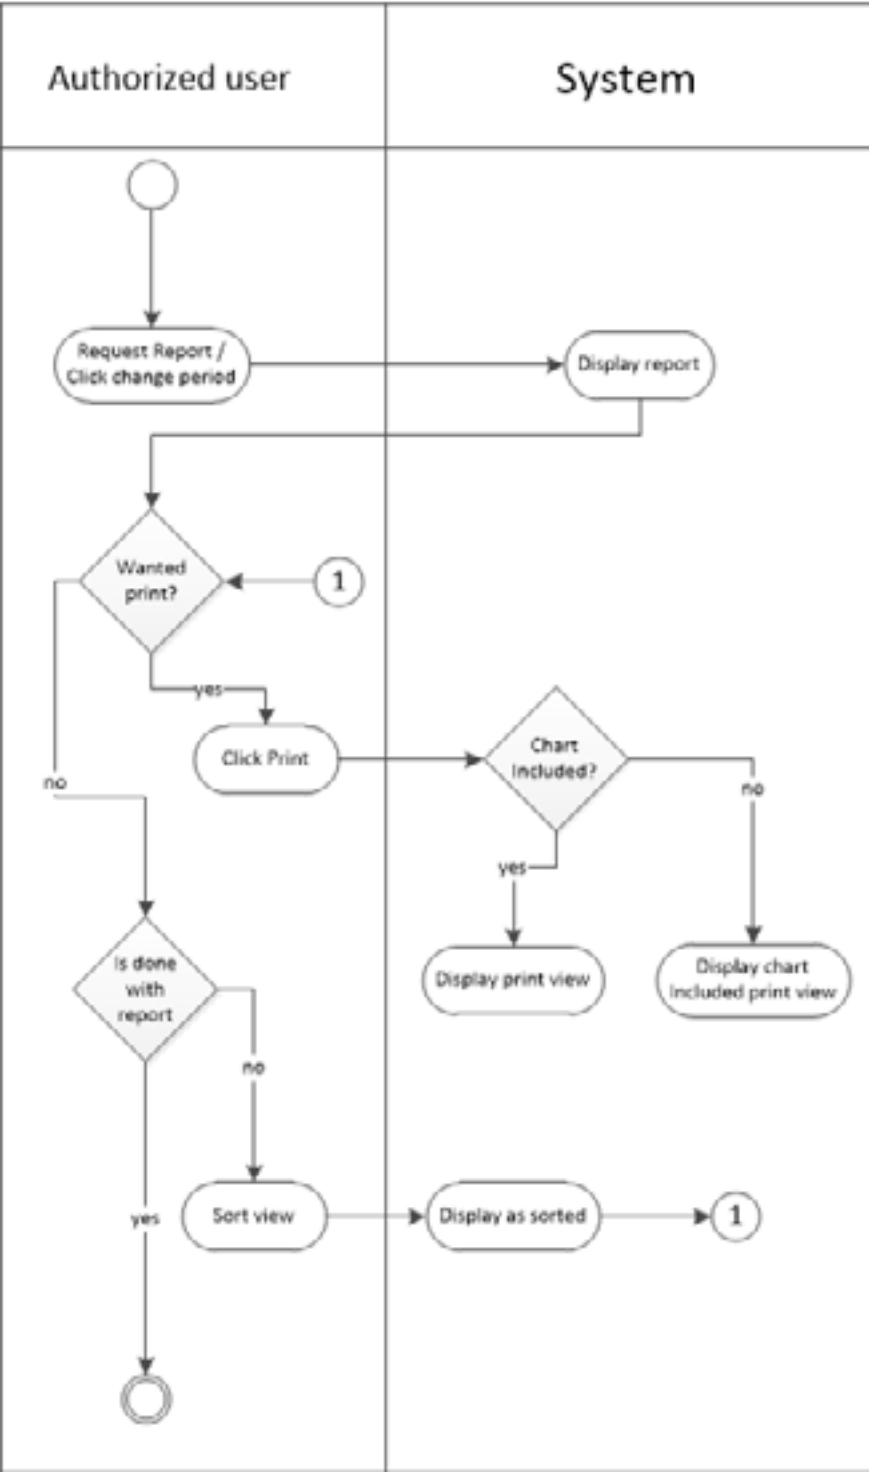 Authorized user
System
Request Report /
Click change period
Display report
Wanted
print?
1
yes
Click Print
Chart
Included?
no
no
yes
Is done
with
report
Display print view
Display chart
Included print view
no
yes
Sort view
Display as sorted
1